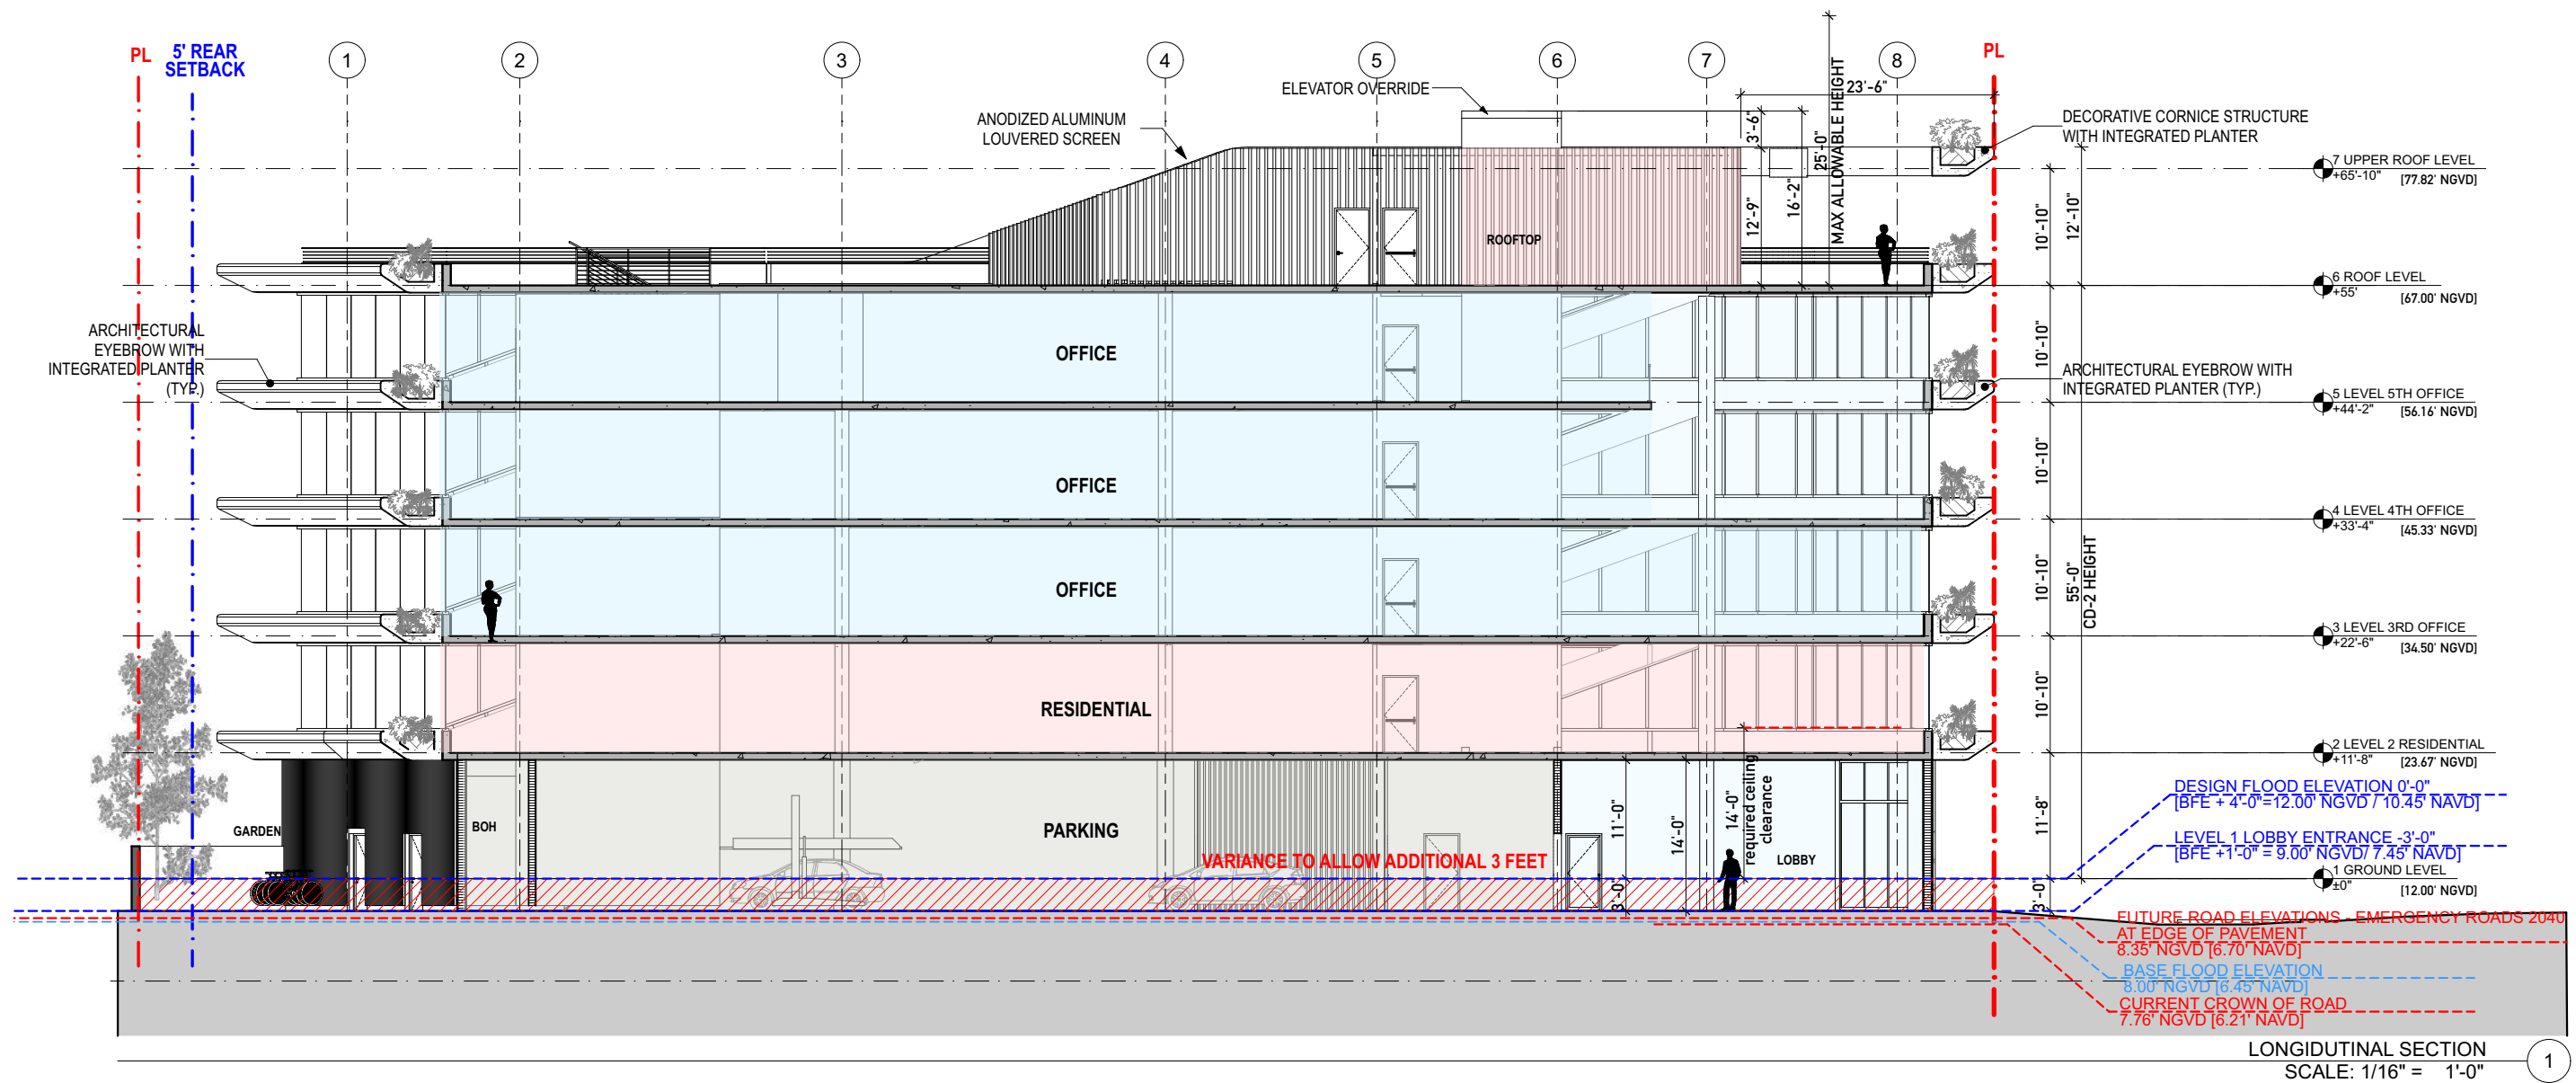 PL
5' REAR
SETBACK
1
2
3
4
5
6
7
8
PL
ELEVATOR OVERRIDE
ANODIZED ALUMINUM
LOUVERED SCREEN
23'-6"
3'-6"
12'-9"
16'-2"
25'-0"
MAX ALLOWABLE HEIGHT
DECORATIVE CORNICE STRUCTURE
WITH INTEGRATED PLANTER
7 UPPER ROOF LEVEL
+65'-10" [77.82' NGVD]
10'-10"
12'-10"
ROOFTOP
6 ROOF LEVEL
+55' [67.00' NGVD]
ARCHITECTURAL
EYEBROW WITH
INTEGRATED PLANTER
(TYP.)
OFFICE
10'-10"
ARCHITECTURAL EYEBROW WITH
INTEGRATED PLANTER (TYP.)
5 LEVEL 5TH OFFICE
+44'-2" [56.16' NGVD]
OFFICE
10'-10"
4 LEVEL 4TH OFFICE
+33'-4" [45.33' NGVD]
OFFICE
10'-10"
55'-0"
CD-2 HEIGHT
3 LEVEL 3RD OFFICE
+22'-6" [34.50' NGVD]
RESIDENTIAL
10'-10"
2 LEVEL 2 RESIDENTIAL
+11'-8" [23.67' NGVD]
GARDEN
BOH
PARKING
11'-0"
14'-0"
14'-0"
required ceiling
clearance
LOBBY
11'-8"
DESIGN FLOOD ELEVATION 0'-0"
[BFE + 4'-0"=12.00' NGVD / 10.45' NAVD]
LEVEL 1 LOBBY ENTRANCE -3'-0"
[BFE +1'-0" = 9.00' NGVD/ 7.45' NAVD]
VARIANCE TO ALLOW ADDITIONAL 3 FEET
1 GROUND LEVEL
±0" [12.00' NGVD]
3'-0"
3'-0"
FUTURE ROAD ELEVATIONS - EMERGENCY ROADS 2040
AT EDGE OF PAVEMENT
8.35' NGVD [6.70' NAVD]
BASE FLOOD ELEVATION
8.00' NGVD [6.45' NAVD]
CURRENT CROWN OF ROAD
7.76' NGVD [6.21' NAVD]
LONGIDUTINAL SECTION
SCALE: 1/16" = 1'-0"
1